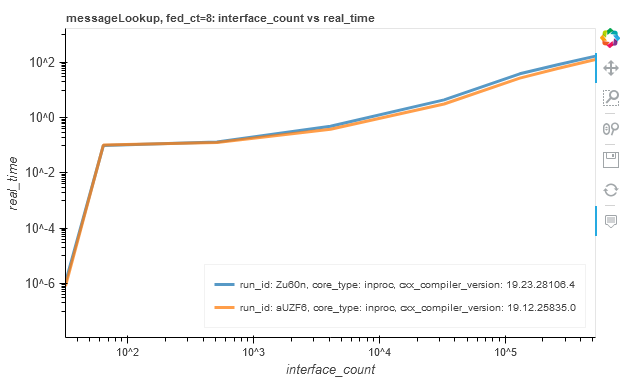 messageLookup, fed_ct=8: interface_count vs real_time
10^2
10^0
10^-2
10^-4
10^-6
real_time
run_id: Zu60n, core_type: inproc, cxx_compiler_version: 19.23.28106.4
run_id: aUZF6, core_type: inproc, cxx_compiler_version: 19.12.25835.0
10^2 10^3 10^4 10^5
interface_count